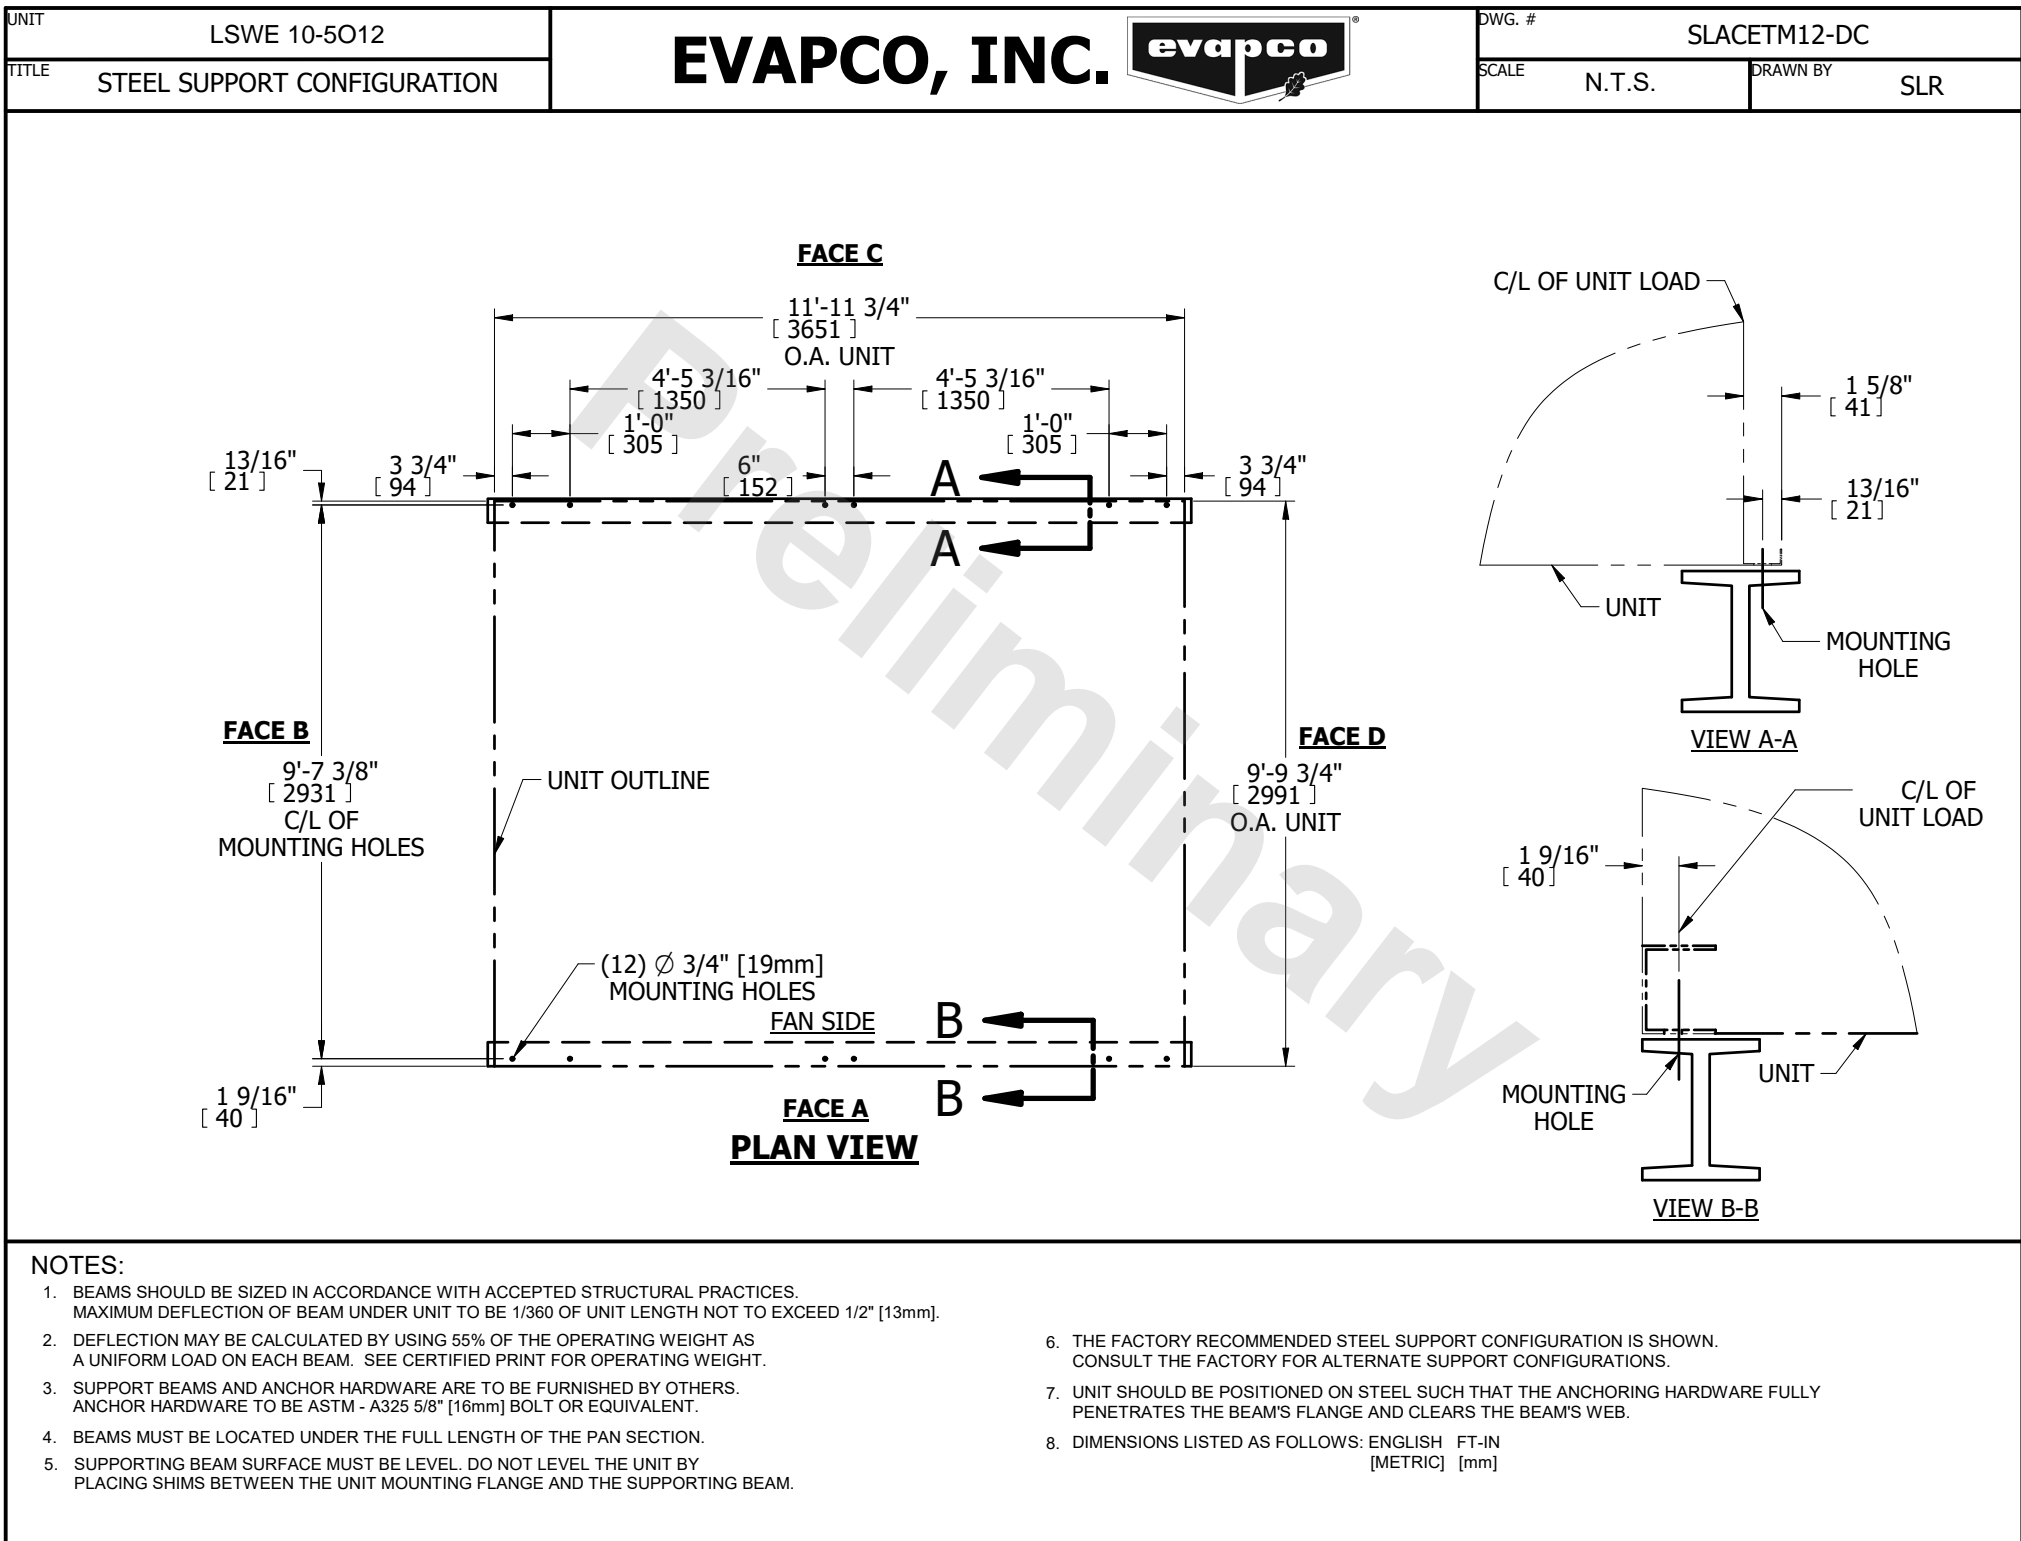 UNIT
LSWE 10-5O12
TITLE
STEEL SUPPORT CONFIGURATION
EVAPCO, INC.
evapco
®
DWG. #
SLACETM12-DC
SCALE
N.T.S.
DRAWN BY
SLR
FACE C
11'-11 3/4"
[ 3651 ]
O.A. UNIT
4'-5 3/16"
[ 1350 ]
4'-5 3/16"
[ 1350 ]
1'-0"
[ 305 ]
1'-0"
[ 305 ]
13/16"
[ 21 ]
3 3/4"
[ 94 ]
6"
[ 152 ]
3 3/4"
[ 94 ]
A
A
FACE B
9'-7 3/8"
[ 2931 ]
C/L OF
MOUNTING HOLES
UNIT OUTLINE
FACE D
9'-9 3/4"
[ 2991 ]
O.A. UNIT
(12) Ø 3/4" [19mm]
MOUNTING HOLES
FAN SIDE
B
B
1 9/16"
[ 40 ]
FACE A
PLAN VIEW
Preliminary
C/L OF UNIT LOAD
1 5/8"
[ 41 ]
13/16"
[ 21 ]
UNIT
MOUNTING
HOLE
VIEW A-A
C/L OF
UNIT LOAD
1 9/16"
[ 40 ]
UNIT
MOUNTING
HOLE
VIEW B-B
NOTES:
1. BEAMS SHOULD BE SIZED IN ACCORDANCE WITH ACCEPTED STRUCTURAL PRACTICES.
MAXIMUM DEFLECTION OF BEAM UNDER UNIT TO BE 1/360 OF UNIT LENGTH NOT TO EXCEED 1/2" [13mm].
2. DEFLECTION MAY BE CALCULATED BY USING 55% OF THE OPERATING WEIGHT AS
A UNIFORM LOAD ON EACH BEAM. SEE CERTIFIED PRINT FOR OPERATING WEIGHT.
3. SUPPORT BEAMS AND ANCHOR HARDWARE ARE TO BE FURNISHED BY OTHERS.
ANCHOR HARDWARE TO BE ASTM - A325 5/8" [16mm] BOLT OR EQUIVALENT.
4. BEAMS MUST BE LOCATED UNDER THE FULL LENGTH OF THE PAN SECTION.
5. SUPPORTING BEAM SURFACE MUST BE LEVEL. DO NOT LEVEL THE UNIT BY
PLACING SHIMS BETWEEN THE UNIT MOUNTING FLANGE AND THE SUPPORTING BEAM.
6. THE FACTORY RECOMMENDED STEEL SUPPORT CONFIGURATION IS SHOWN.
CONSULT THE FACTORY FOR ALTERNATE SUPPORT CONFIGURATIONS.
7. UNIT SHOULD BE POSITIONED ON STEEL SUCH THAT THE ANCHORING HARDWARE FULLY
PENETRATES THE BEAM'S FLANGE AND CLEARS THE BEAM'S WEB.
8. DIMENSIONS LISTED AS FOLLOWS: ENGLISH FT-IN
[METRIC] [mm]